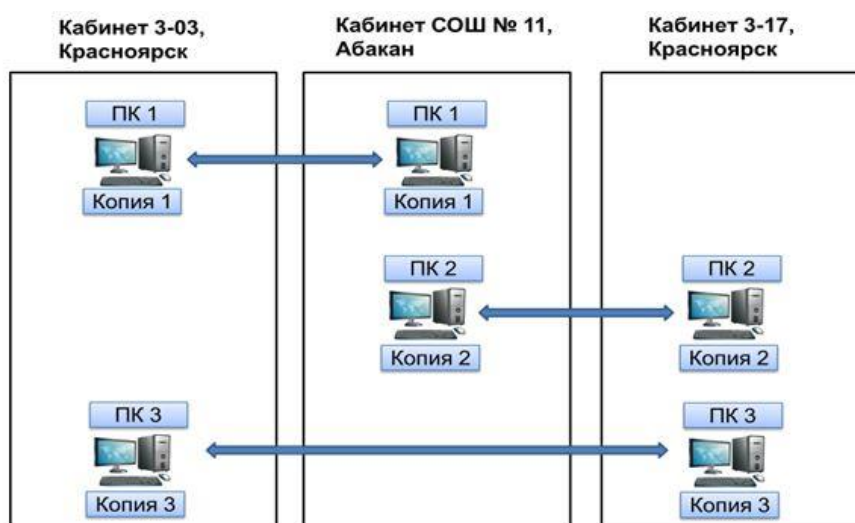 Кабинет 3-03,
Красноярск
Кабинет СОШ № 11,
Абакан
Кабинет 3-17,
Красноярск
ПК 1
Копия 1
ПК 1
Копия 1
ПК 2
Копия 2
ПК 2
Копия 2
ПК 3
Копия 3
ПК 3
Копия 3